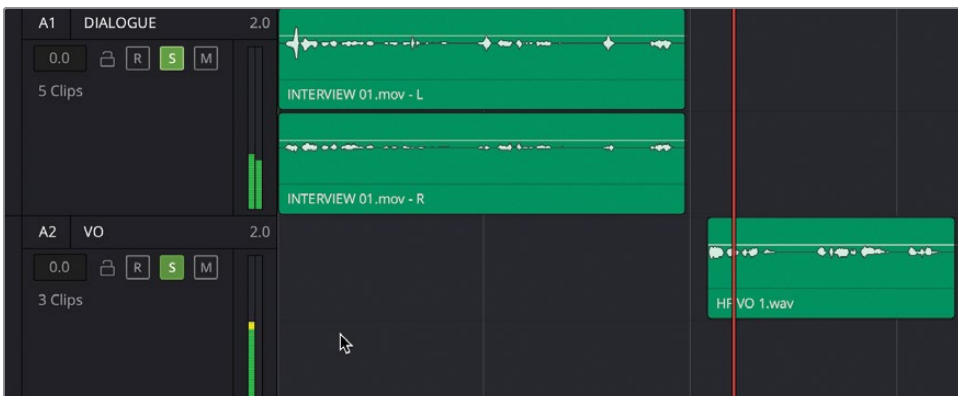 A1 DIALOGUE 2.0
0.0 R S M
5 Clips
INTERVIEW 01.mov - L
INTERVIEW 01.mov - R
A2 VO 2.0
0.0 R S M
3 Clips
VO 1.wav